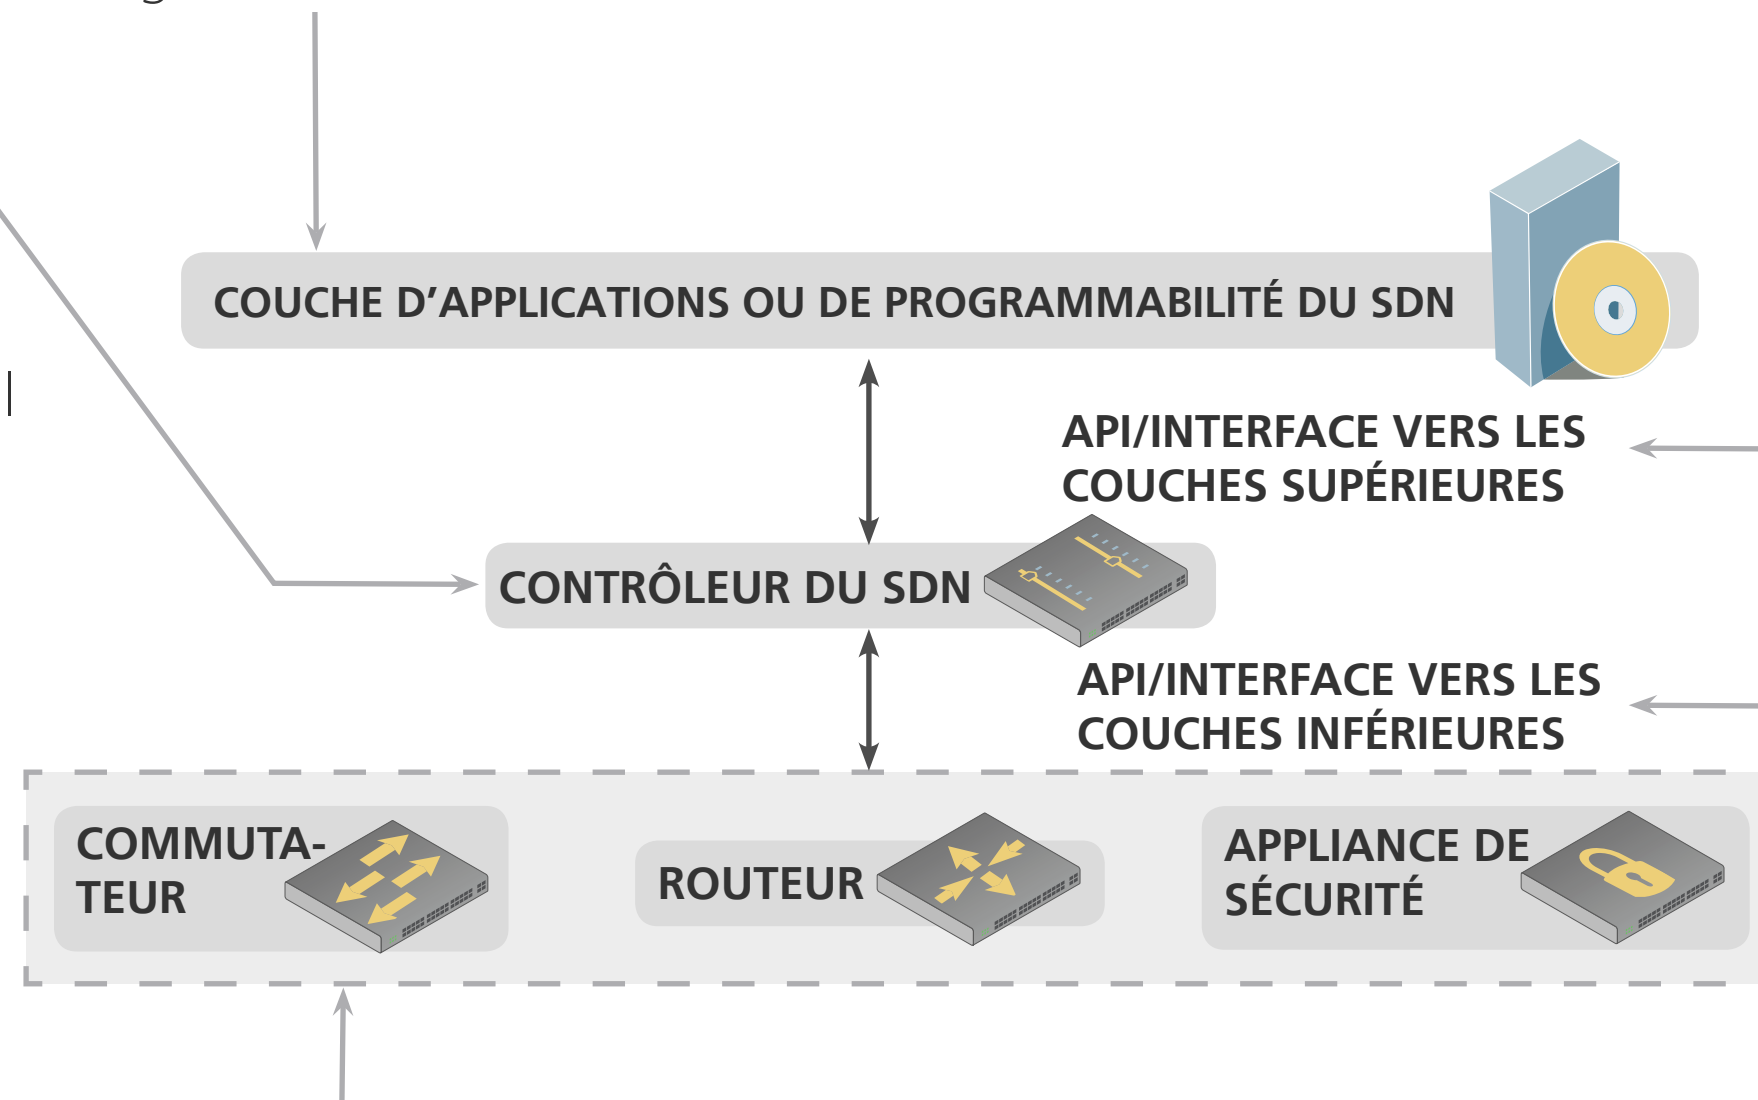 COUCHE D’APPLICATIONS OU DE PROGRAMMABILITÉ DU SDN
API/INTERFACE VERS LES
COUCHES SUPÉRIEURES
CONTRÔLEUR DU SDN
API/INTERFACE VERS LES
COUCHES INFÉRIEURES
COMMUTA-
TEUR
ROUTEUR
APPLIANCE DE
SÉCURITÉ